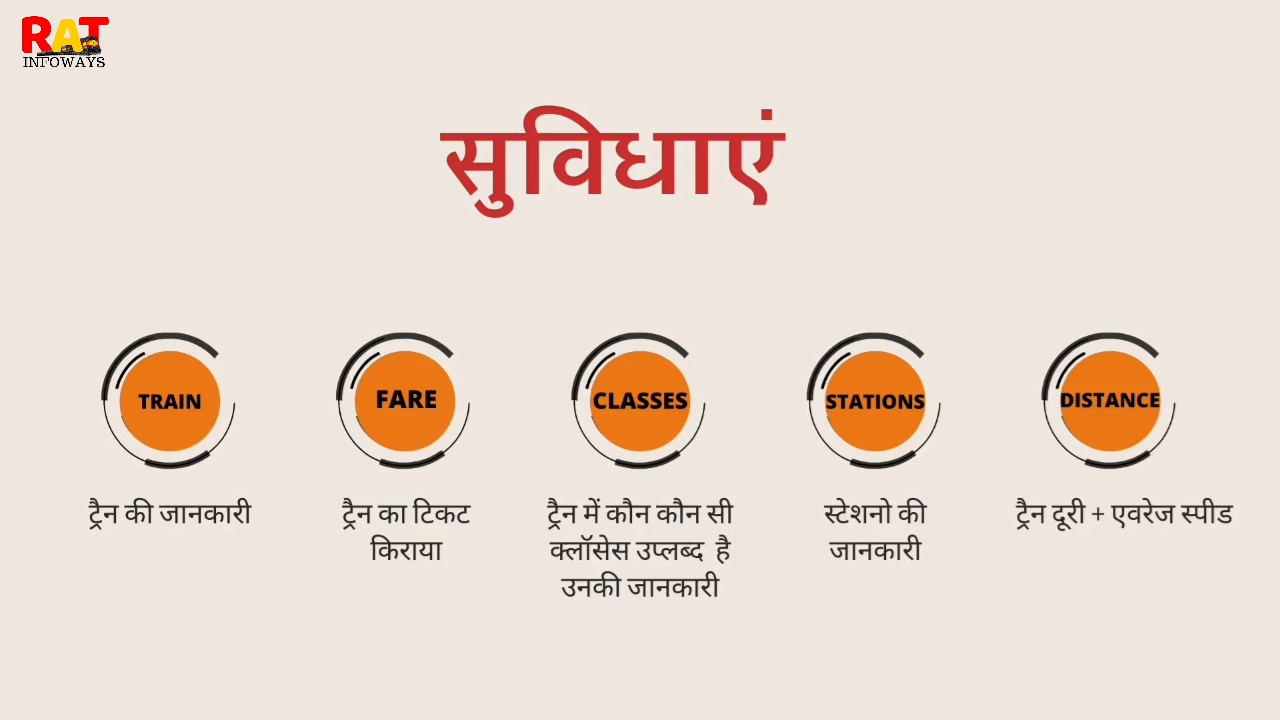 RAT
INFOWAYS
सुविधाएं
TRAIN
FARE
CLASSES
STATIONS
DISTANCE
ट्रैन की जानकारी
ट्रैन का टिकट
किराया
ट्रैन में कौन कौन सी
क्लॉसेस उप्लब्द है
उनकी जानकारी
स्टेशनो की
जानकारी
ट्रैन दूरी + एवरेज स्पीड